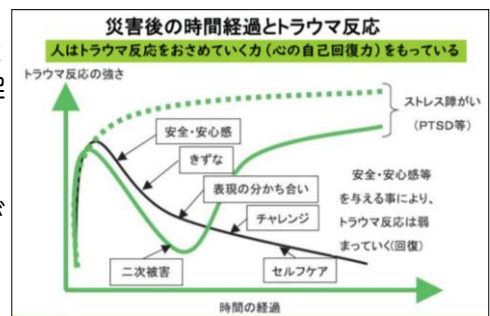 災害後の時間経過とトラウマ反応
人はトラウマ反応をおさめていく力(心の自己回復力)をもっている
トラウマ反応の強さ
安全・安心感
きずな
表現の分かち合い
チャレンジ
二次被害
セルフケア
ストレス障がい
(PTSD等)
安全・安心感等
を与える事により、
トラウマ反応は弱
まっていく(回復)
時間の経過